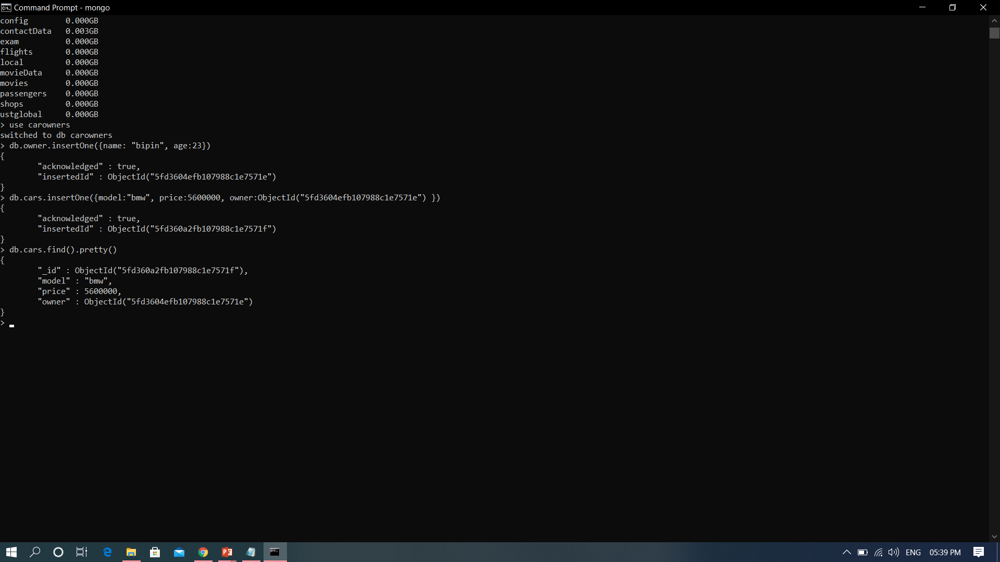 Command Prompt - mongo
config 0.000GB
contactData 0.003GB
exam 0.000GB
flights 0.000GB
local 0.000GB
movieData 0.000GB
movies 0.000GB
passengers 0.000GB
shops 0.000GB
ustglobal 0.000GB
> use carowners
switched to db carowners
> db.owner.insertOne({name: "bipin", age:23})
{
        "acknowledged" : true,
        "insertedId" : ObjectId("5fd3604efb107988c1e7571e")
}
> db.cars.insertOne({model:"bmw", price:5600000, owner:ObjectId("5fd3604efb107988c1e7571e") })
{
        "acknowledged" : true,
        "insertedId" : ObjectId("5fd360a2fb107988c1e7571f")
}
> db.cars.find().pretty()
{
        "_id" : ObjectId("5fd360a2fb107988c1e7571f"),
        "model" : "bmw",
        "price" : 5600000,
        "owner" : ObjectId("5fd3604efb107988c1e7571e")
}
>
ENG 05:39 PM